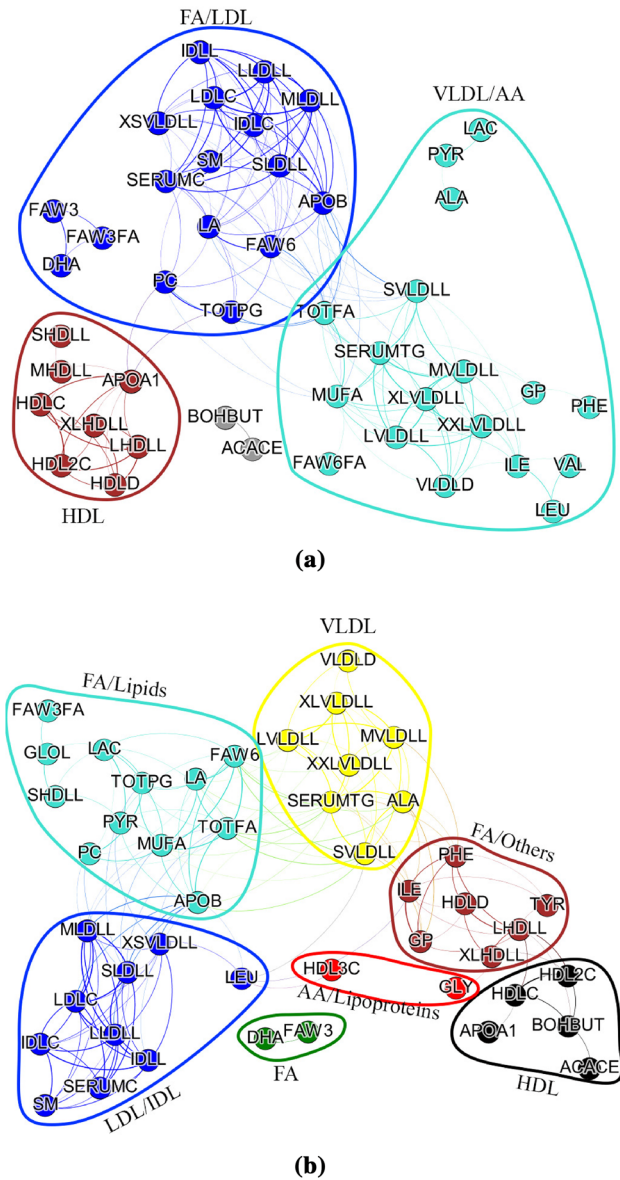 FA/LDL
IDLL
LLDLL
LDLC
MLDLL
XSVLDLL
IDLC
SM
SLDLL
SERUMC
APOB
FAW3
LA
FAW3FA
FAW6
DHA
PC
TOTPG
VLDL/AA
LAC
PYR
ALA
SVLDLL
TOTFA
SERUMTG
MVLDLL
MUFA
XLVLDLL
GP
PHE
XXLVLDLL
LVLDLL
FAW6FA
ILE
VAL
VLDLD
LEU
SHDLL
MHDLL
APOA1
HDLC
XLHDLL
LHDLL
HDL2C
HDLD
HDL
BOHBUT
ACACE
(a)
VLDL
VLDLD
XLVLDLL
LVLDLL
MVLDLL
XXLVLDLL
SERUMTG
ALA
SVLDLL
FA/Lipids
FAW3FA
GLOL
LAC
FAW6
TOTPG
LA
SHDLL
PYR
TOTFA
MUFA
PC
APOB
FA/Others
PHE
ILE
HDLD
TYR
GP
LHDLL
XLHDLL
MLDLL
XSVLDLL
SLDLL
LEU
LDLC
LLDLL
IDLC
IDLL
SERUMC
SM
LDL/IDL
HDL3C
GLY
AA/Lipoproteins
DHA
FAW3
FA
HDL2C
HDLC
APOA1
BOHBUT
ACACE
HDL
(b)